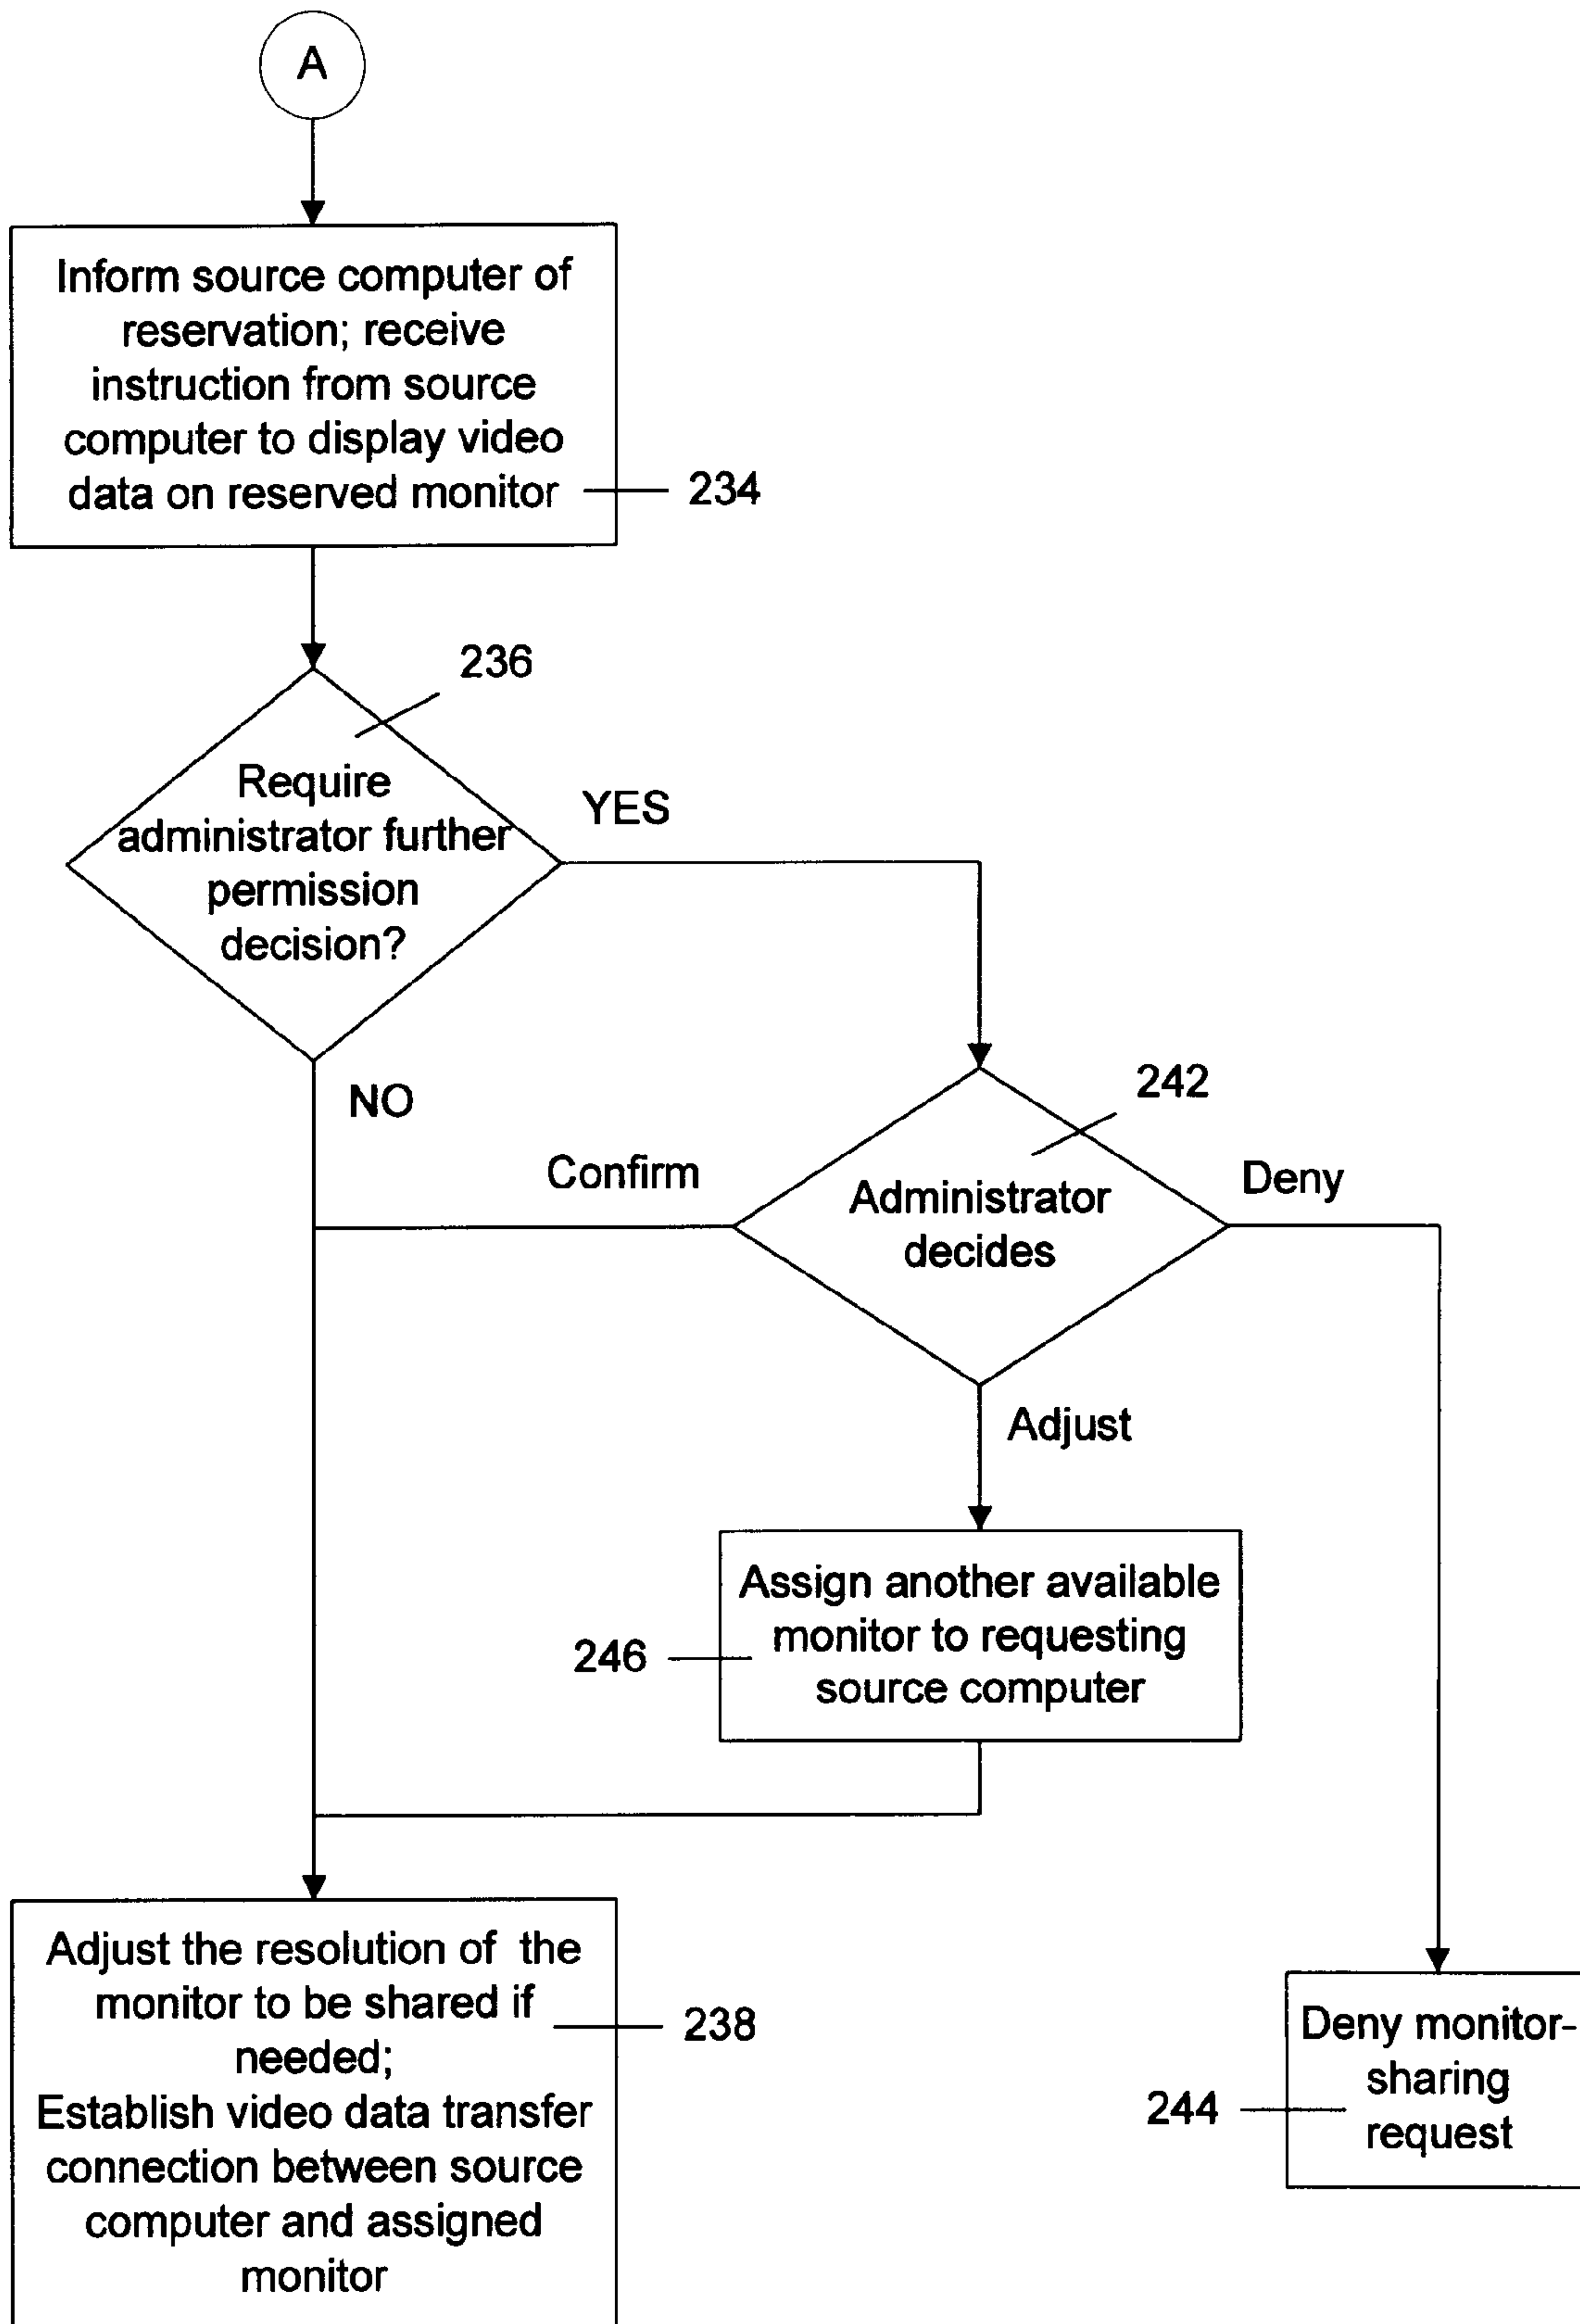 A
Inform source computer of
reservation; receive
instruction from source
computer to display video
data on reserved monitor
234
236
Require
administrator further
permission
decision?
YES
NO
242
Confirm
Administrator
decides
Deny
Adjust
Assign another available
monitor to requesting
source computer
246
Adjust the resolution of the
monitor to be shared if
needed;
Establish video data transfer
connection between source
computer and assigned
monitor
238
Deny monitor-
sharing
request
244